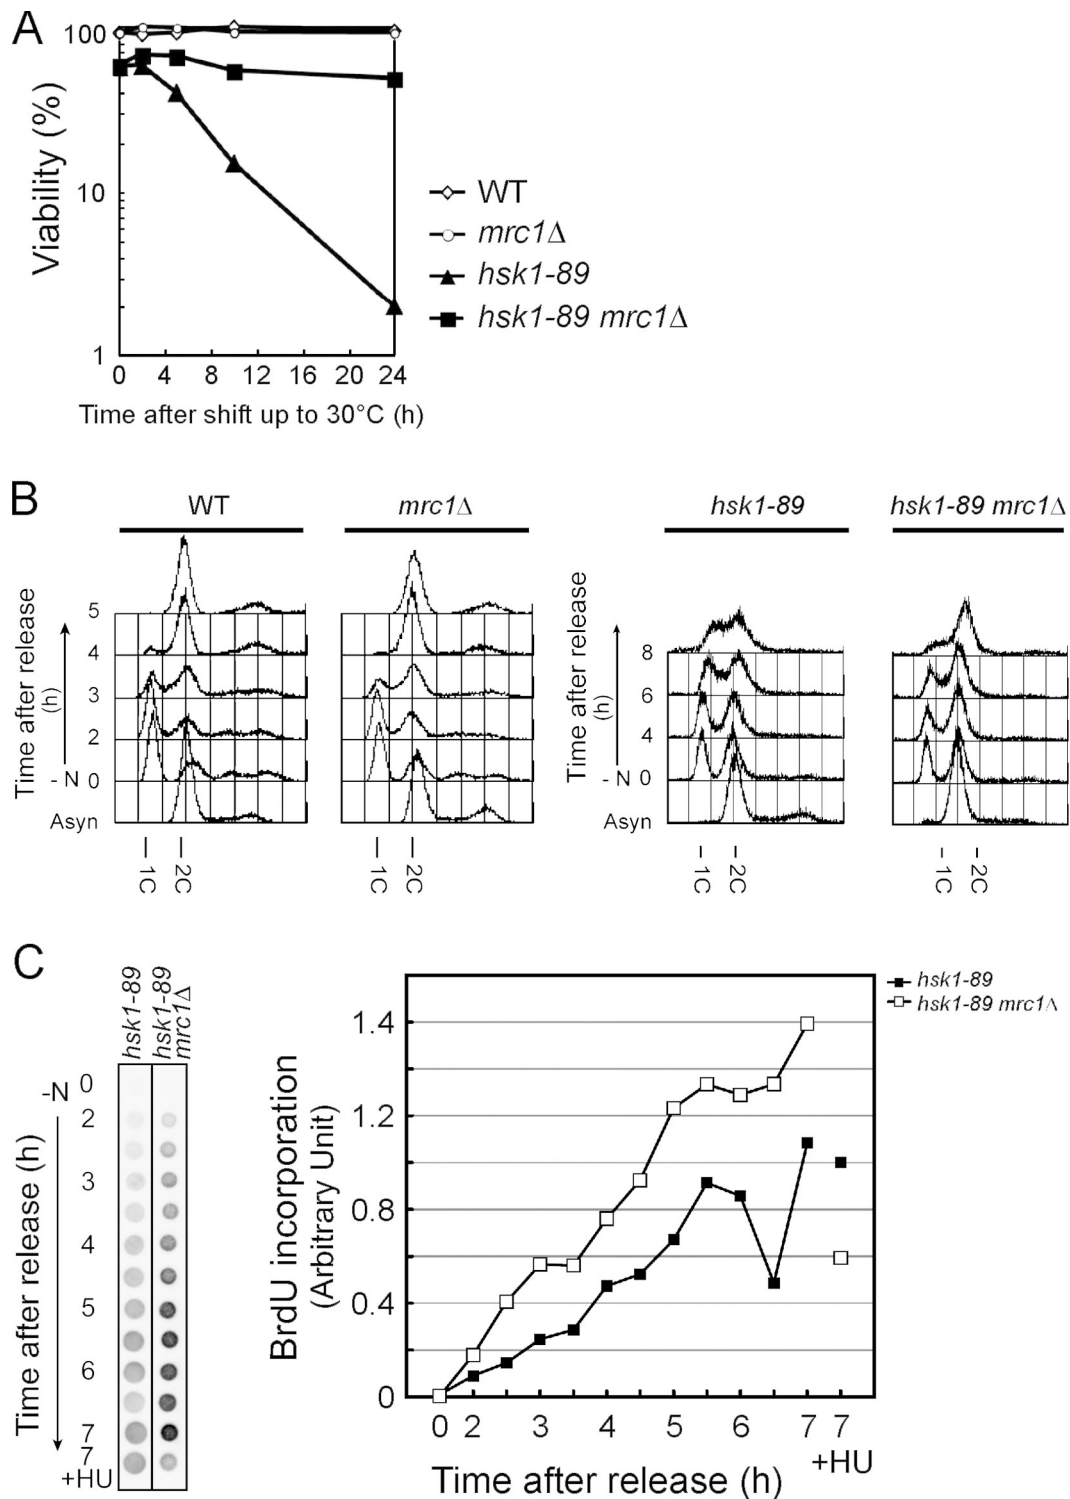 A
Viability (%)
100
10
1
0 4 8 12 16 20 24
Time after shift up to 30°C (h)
WT
mrc1Δ
hsk1-89
hsk1-89 mrc1Δ
B
WT
mrc1Δ
hsk1-89
hsk1-89 mrc1Δ
Time after release
(h)
5
4
3
2
- N 0
Asyn
Time after release
(h)
8
6
4
- N 0
Asyn
1C
2C
1C
2C
1C
2C
1C
2C
C
hsk1-89
hsk1-89
mrc1Δ
Time after release (h)
-N 0
2
3
4
5
6
7
7
+HU
BrdU incorporation
(Arbitrary Unit)
1.4
1.2
0.8
0.4
0
0 2 3 4 5 6 7 7
+HU
Time after release (h)
hsk1-89
hsk1-89 mrc1Δ